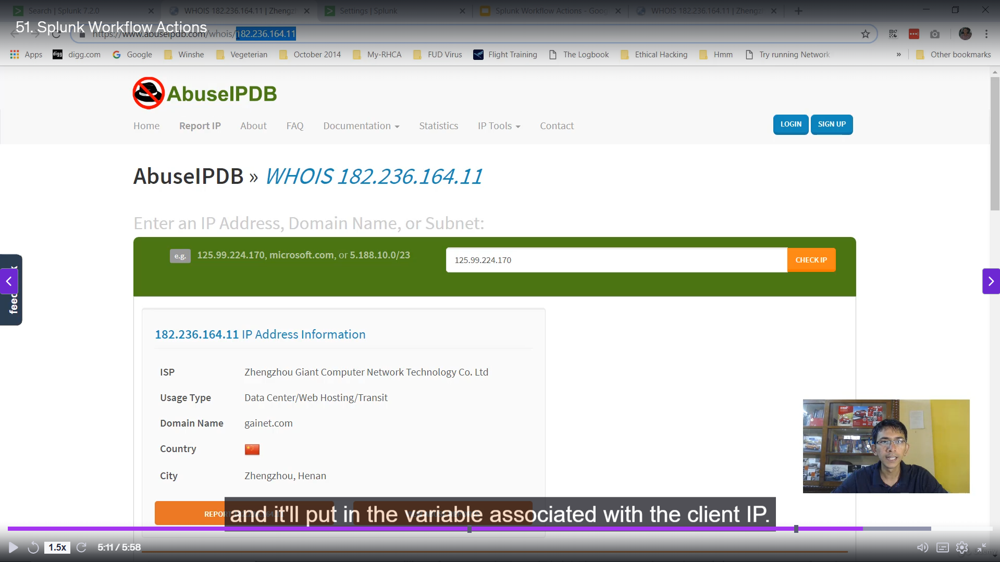 Search | Splunk 7.2.0
WHOIS 182.236.164.11 | Zhengz
Settings | Splunk
Splunk Workflow Actions - Goog
WHOIS 182.236.164.11 | Zhengz
51. Splunk Workflow Actions
https://www.abuseipdb.com/whois/182.236.164.11
Apps
digg
digg.com
Google
Winshe
Vegeterian
October 2014
My-RHCA
FUD Virus
Flight Training
The Logbook
Ethical Hacking
Hmm
Try running Network
»
Other bookmarks
AbuseIPDB
Home
Report IP
About
FAQ
Documentation
Statistics
IP Tools
Contact
LOGIN
SIGN UP
AbuseIPDB » WHOIS 182.236.164.11
Enter an IP Address, Domain Name, or Subnet:
e.g. 125.99.224.170, microsoft.com, or 5.188.10.0/23
125.99.224.170
CHECK IP
182.236.164.11 IP Address Information
ISP
Zhengzhou Giant Computer Network Technology Co. Ltd
Usage Type
Data Center/Web Hosting/Transit
Domain Name
gainet.com
Country
City
Zhengzhou, Henan
and it'll put in the variable associated with the client IP.
1.5x
5:11 / 5:58